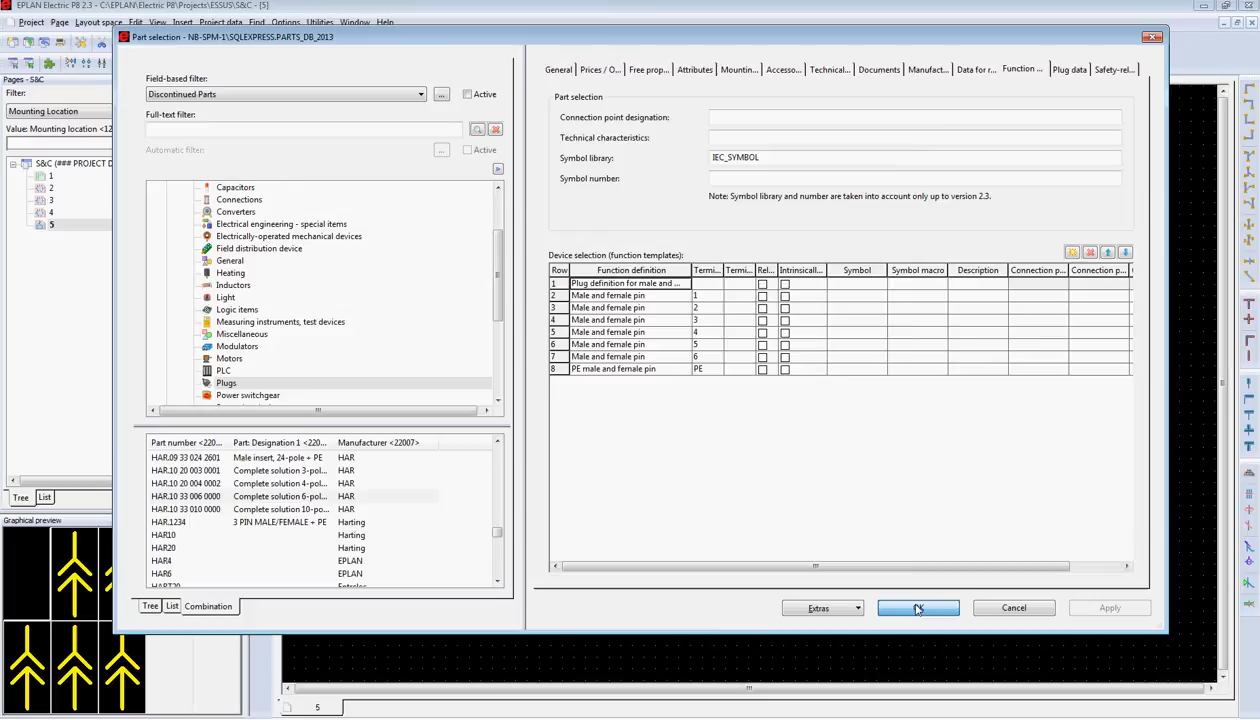 EPLAN Electric P8 2.3 - C:\EPLAN\Electric P8\Projects\ESSUS\S&C - [5]
Project Page Layout space Insert Project data Find Options Utilities Window Help
Part selection - NB-SPM-1\SQLEXPRESS.PARTS_DB_2013
Pages - S&C
Filter:
Mounting Location
Value: Mounting location <12
S&C (### PROJECT D
1
2
3
4
5
Tree List
Graphical preview
Field-based filter:
Discontinued Parts
...
Active
Full-text filter:
Automatic filter:
...
Active
Capacitors
Connections
Converters
Electrical engineering - special items
Electrically-operated mechanical devices
Field distribution device
General
Heating
Inductors
Light
Logic items
Measuring instruments, test devices
Miscellaneous
Modulators
Motors
PLC
Plugs
Power switchgear
Part number <220... Part: Designation 1 <220... Manufacturer <22007>
HAR.09 33 024 2601 Male insert, 24-pole + PE HAR
HAR.10 20 003 0001 Complete solution 3-pol... HAR
HAR.10 20 004 0002 Complete solution 4-pol... HAR
HAR.10 33 006 0000 Complete solution 6-pol... HAR
HAR.10 33 010 0000 Complete solution 10-po... HAR
HAR.1234 3 PIN MALE/FEMALE + PE Harting
HAR10 Harting
HAR20 Harting
HAR4 EPLAN
HAR6 EPLAN
HART20 Entrelec
Tree List Combination
General Prices / O... Free prop... Attributes Mountin... Accesso... Technical... Documents Manufact... Data for r... Function ... Plug data Safety-rel...
Part selection
Connection point designation:
Technical characteristics:
Symbol library: IEC_SYMBOL
Symbol number:
Note: Symbol library and number are taken into account only up to version 2.3.
Device selection (function templates):
Row Function definition Termi... Termi... Rel... Intrinsicall... Symbol Symbol macro Description Connection p... Connection p...
1 Plug definition for male and ...
2 Male and female pin 1
3 Male and female pin 2
4 Male and female pin 3
5 Male and female pin 4
6 Male and female pin 5
7 Male and female pin 6
8 PE male and female pin PE
Extras OK Cancel Apply
5